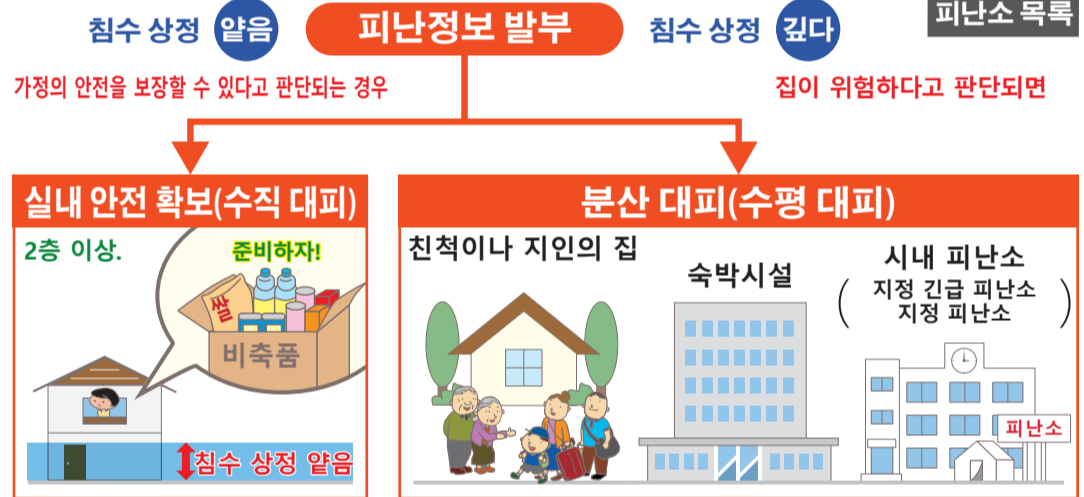 침수 상정 얕음
피난정보 발부
침수 상정 깊다
피난소 목록
가정의 안전을 보장할 수 있다고 판단되는 경우
집이 위험하다고 판단되면
실내 안전 확보(수직 대피)
2층 이상.
준비하자!
쌀
비축품
침수 상정 얕음
분산 대피(수평 대피)
친척이나 지인의 집
숙박시설
시내 피난소
( 지정 긴급 피난소
지정 피난소 )
피난소